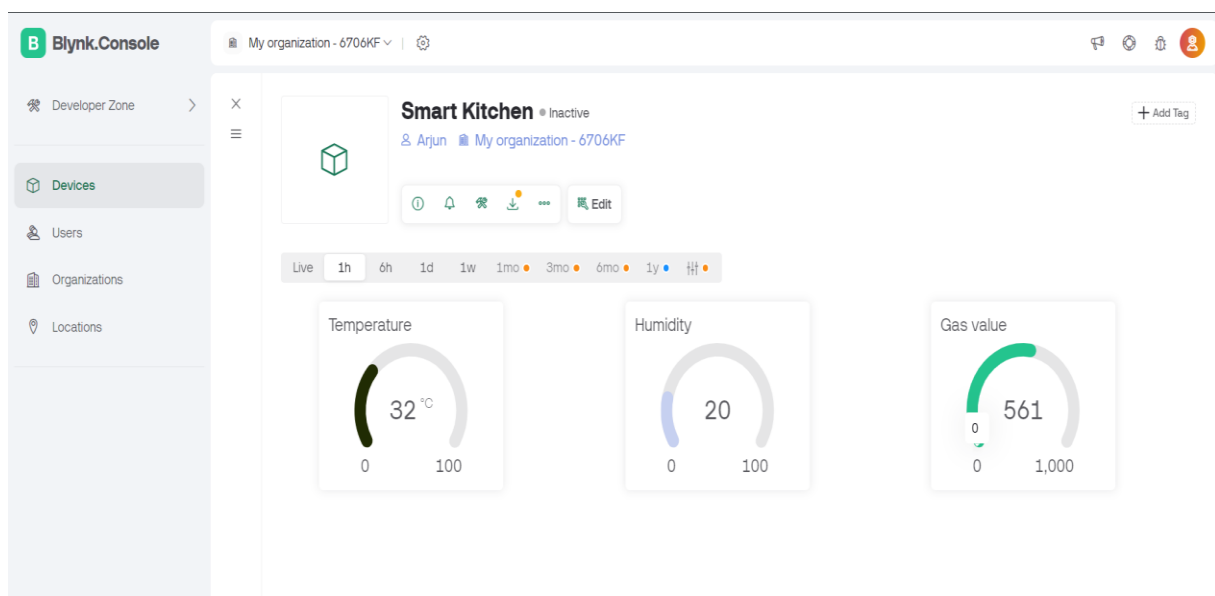 B Blynk.Console
My organization - 6706KF
Developer Zone
Devices
Users
Organizations
Locations
Smart Kitchen Inactive
Arjun My organization - 6706KF
Add Tag
Edit
Live 1h 6h 1d 1w 1mo 3mo 6mo 1y
Temperature
32 °C
0 100
Humidity
20
0 100
Gas value
561
0
0 1,000